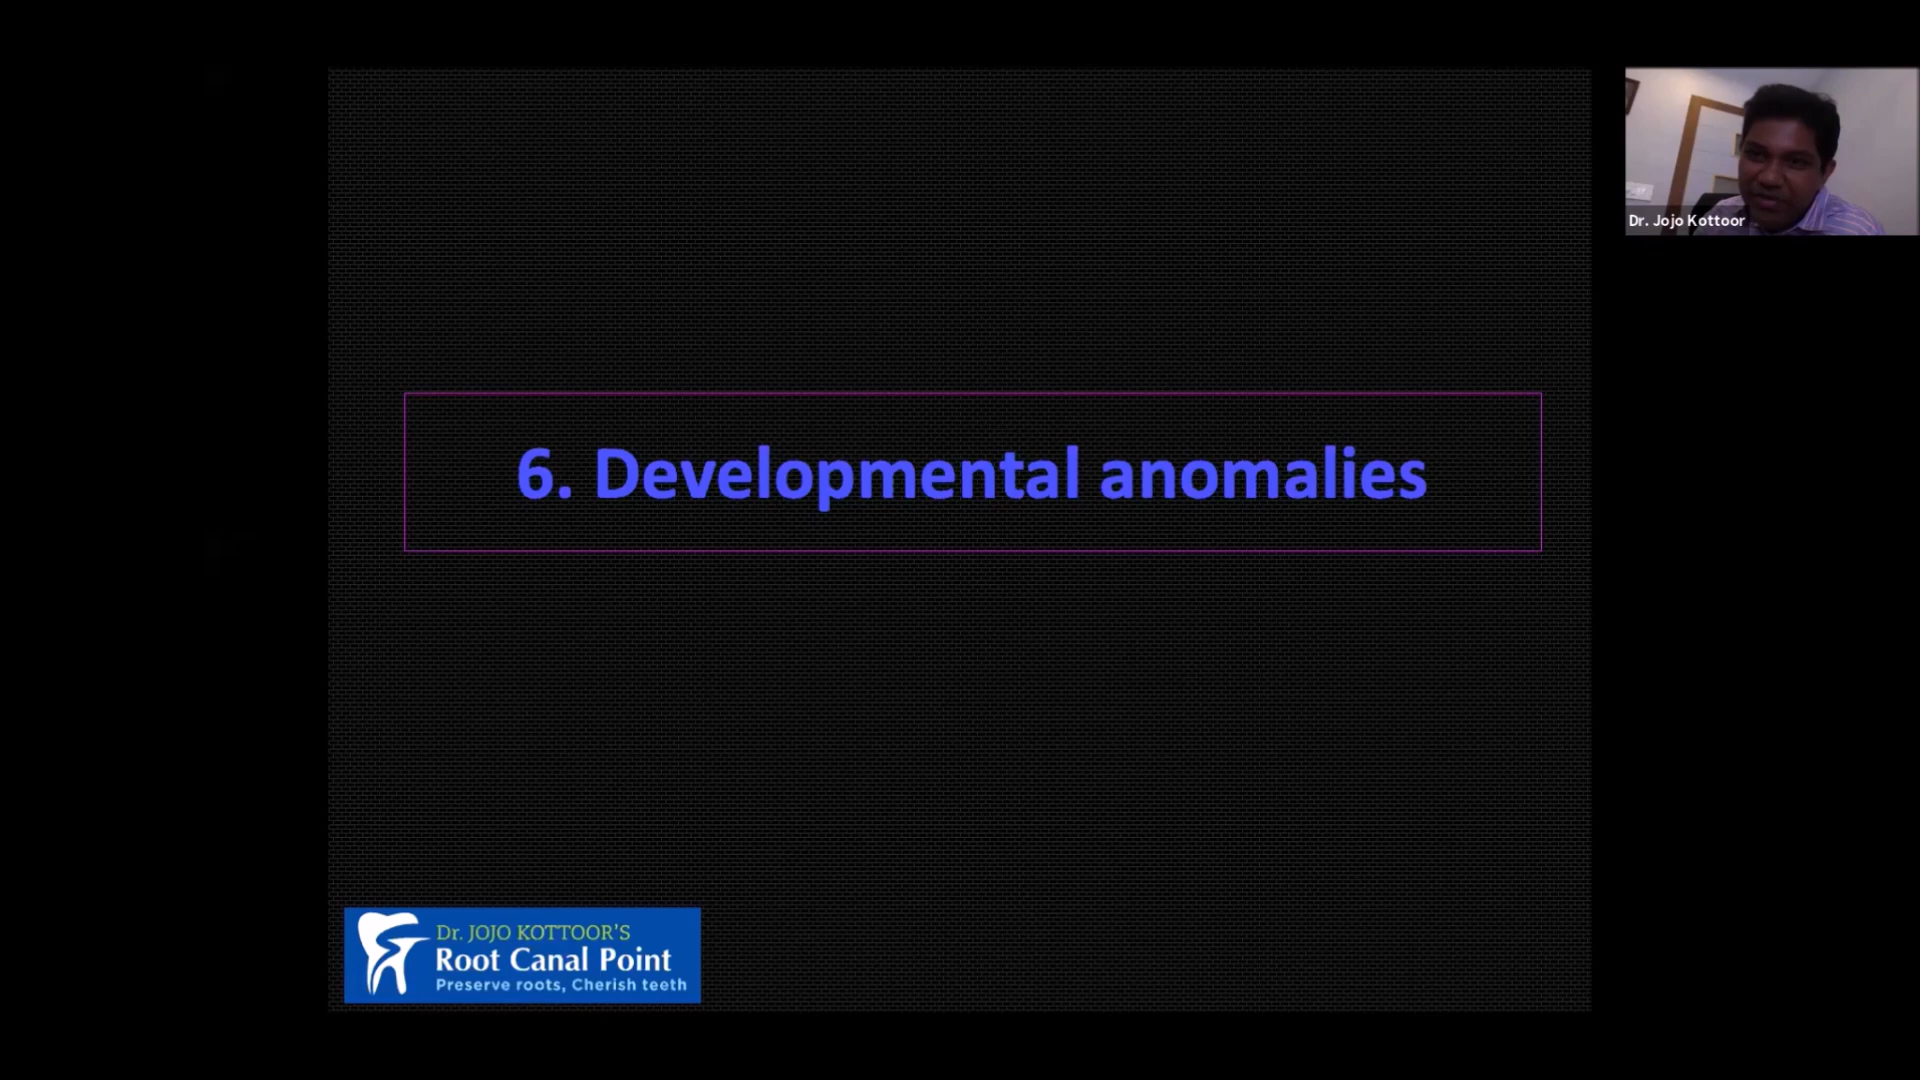 6. Developmental anomalies
Dr. Jojo Kottoor
Dr. JOJO KOTTOOR'S
Root Canal Point
Preserve roots, Cherish teeth